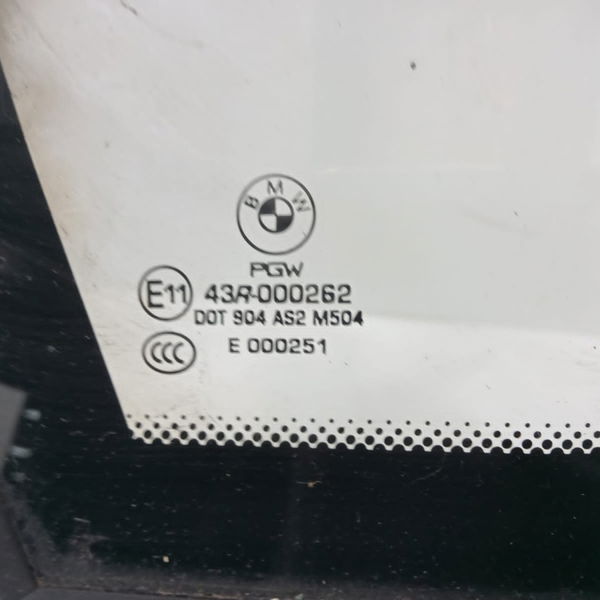 BMW
PGW
E11 43R-000262
DOT 904 AS2 M504
CCC E 000251